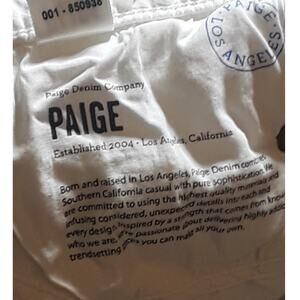 001 - 850938
PAIGE
LOS ANGELES
Paige Denim Company
PAIGE
Established 2004 · Los Angeles, California
Born and raised in Los Angeles, Paige Denim combines
Southern California casual with pure sophistication. We
are committed to using the highest quality materials and
infusing considered, unexpected details into each and
every design. Inspired by a strength that comes from knowing
who we are, we're passionate about delivering highly addictive,
trendsetting you can make all your own.